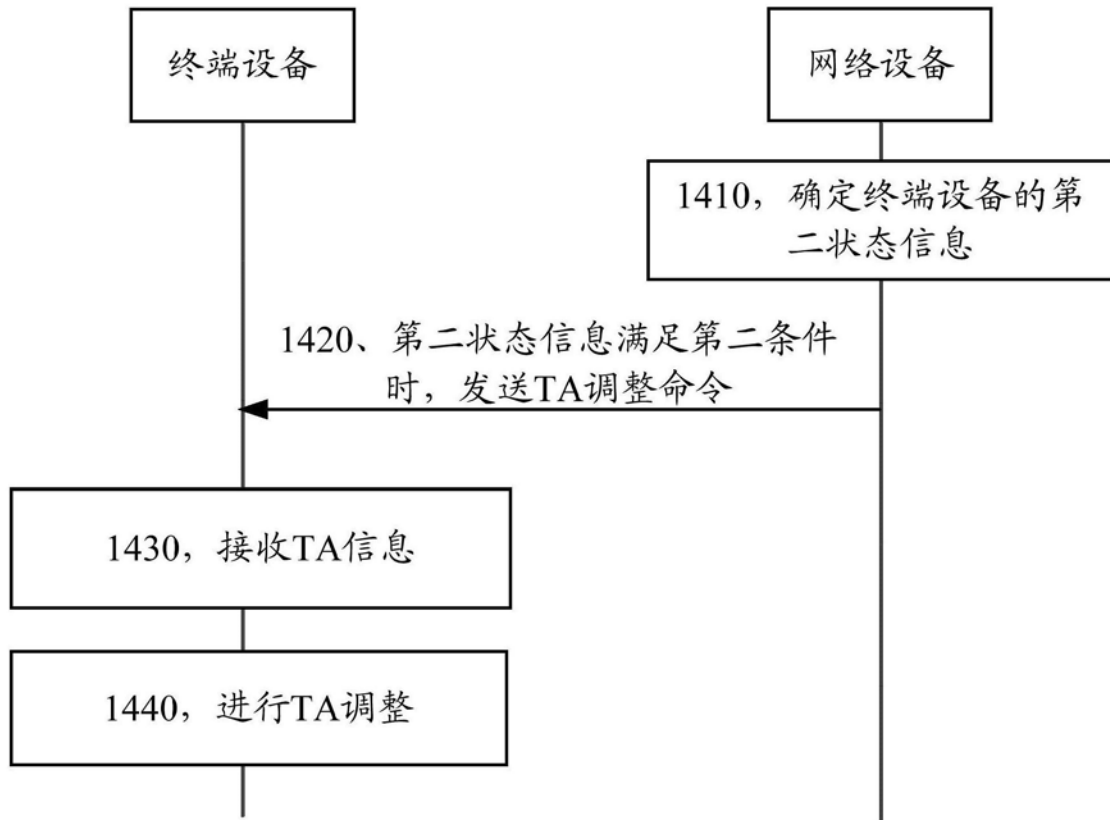 终端设备
网络设备
1410，确定终端设备的第
二状态信息
1420、第二状态信息满足第二条件
时，发送TA调整命令
1430，接收TA信息
1440，进行TA调整